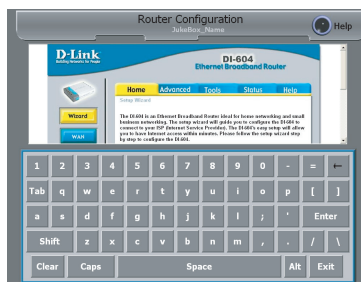 Router Configuration
JukeBox_Name
Help
D-Link
Building Networks for People
DI-604
Ethernet Broadband Router
Home Advanced Tools Status Help
Wizard
WAN
Setup Wizard
The DI-604 is an Ethernet Broadband Router ideal for home networking and small
business networking. The setup wizard will guide you to configure the DI-604 to
connect to your ISP (Internet Service Provider). The DI-604's easy setup will allow
you to have Internet access within minutes. Please follow the setup wizard step
by step to configure the DI-604.
1 2 3 4 5 6 7 8 9 0 - = ←
Tab q w e r t y u i o p [ ]
a s d f g h j k l ; ' Enter
Shift z x c v b n m , . / \
Clear Caps Space Alt Exit